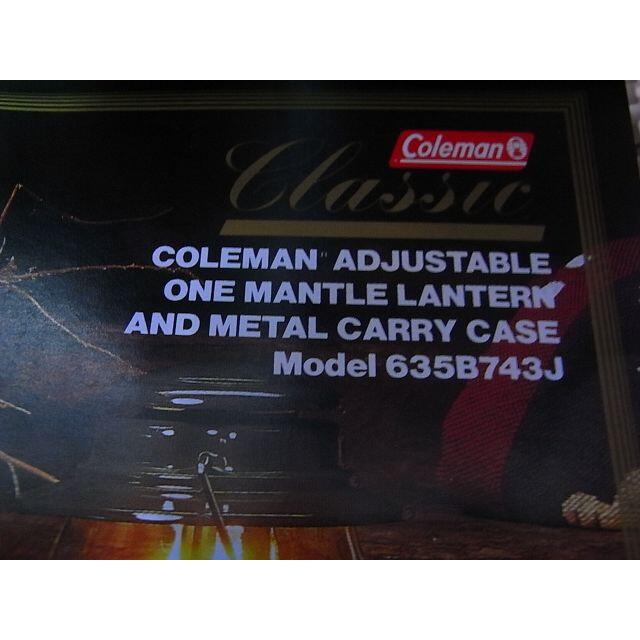 Coleman
Classic
COLEMAN" ADJUSTABLE
ONE MANTLE LANTERN
AND METAL CARRY CASE
Model 635B743J